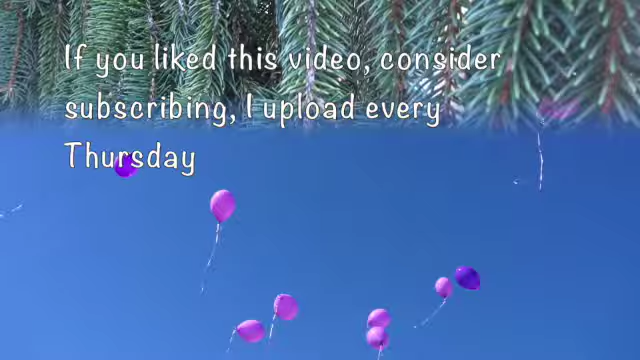 If you liked this video, consider
subscribing, I upload every
Thursday